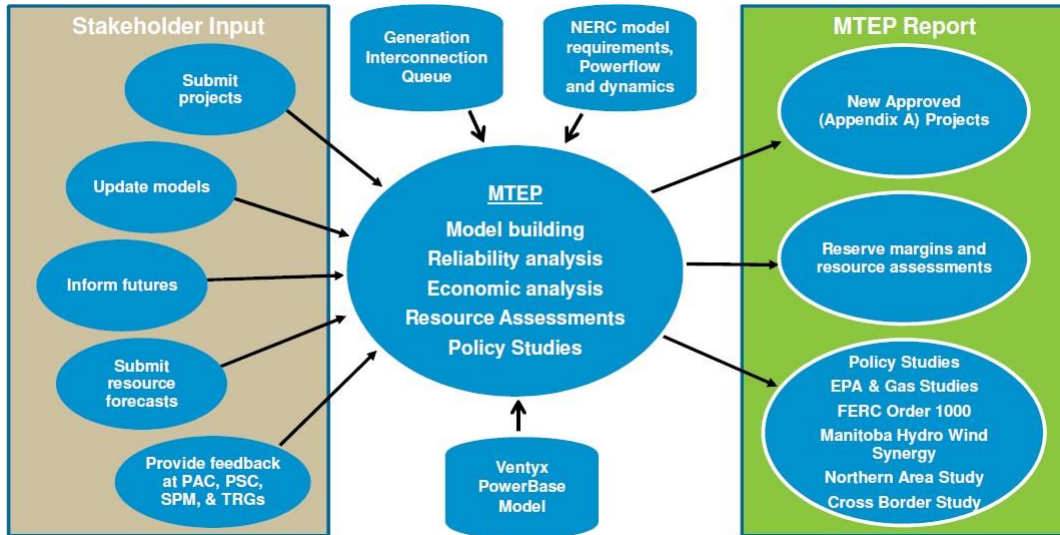 Stakeholder Input
Submit
projects
Update models
Inform futures
Submit
resource
forecasts
Provide feedback
at PAC, PSC,
SPM, & TRGs
Generation
Interconnection
Queue
NERC model
requirements,
Powerflow
and dynamics
MTEP
Model building
Reliability analysis
Economic analysis
Resource Assessments
Policy Studies
Ventyx
PowerBase
Model
MTEP Report
New Approved
(Appendix A) Projects
Reserve margins and
resource assessments
Policy Studies
EPA & Gas Studies
FERC Order 1000
Manitoba Hydro Wind
Synergy
Northern Area Study
Cross Border Study